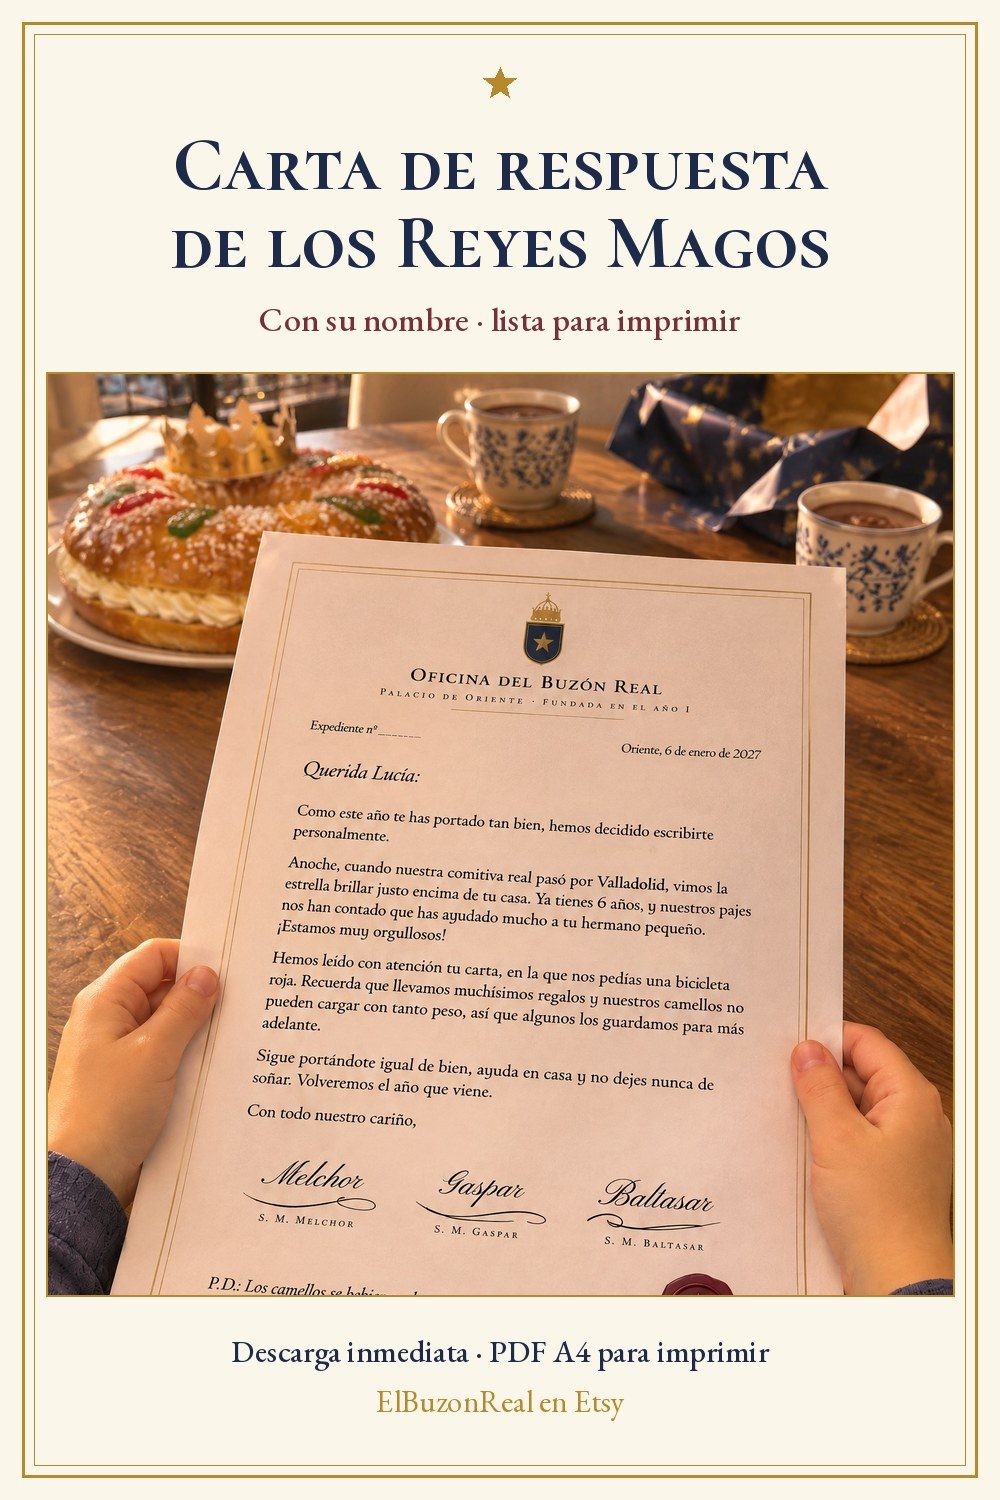 Carta de respuesta
de los Reyes Magos
Con su nombre · lista para imprimir
Oficina del Buzón Real
Palacio de Oriente · Fundada en el año I
Expediente nº_______
Oriente, 6 de enero de 2027
Querida Lucía:
Como este año te has portado tan bien, hemos decidido escribirte
personalmente.
Anoche, cuando nuestra comitiva real pasó por Valladolid, vimos la
estrella brillar justo encima de tu casa. Ya tienes 6 años, y nuestros pajes
nos han contado que has ayudado mucho a tu hermano pequeño.
¡Estamos muy orgullosos!
Hemos leído con atención tu carta, en la que nos pedías una bicicleta
roja. Recuerda que llevamos muchísimos regalos y nuestros camellos no
pueden cargar con tanto peso, así que algunos los guardamos para más
adelante.
Sigue portándote igual de bien, ayuda en casa y no dejes nunca de
soñar. Volveremos el año que viene.
Con todo nuestro cariño,
Melchor Gaspar Baltasar
S. M. Melchor S. M. Gaspar S. M. Baltasar
P.D.: Los camellos se
Descarga inmediata · PDF A4 para imprimir
ElBuzonReal en Etsy